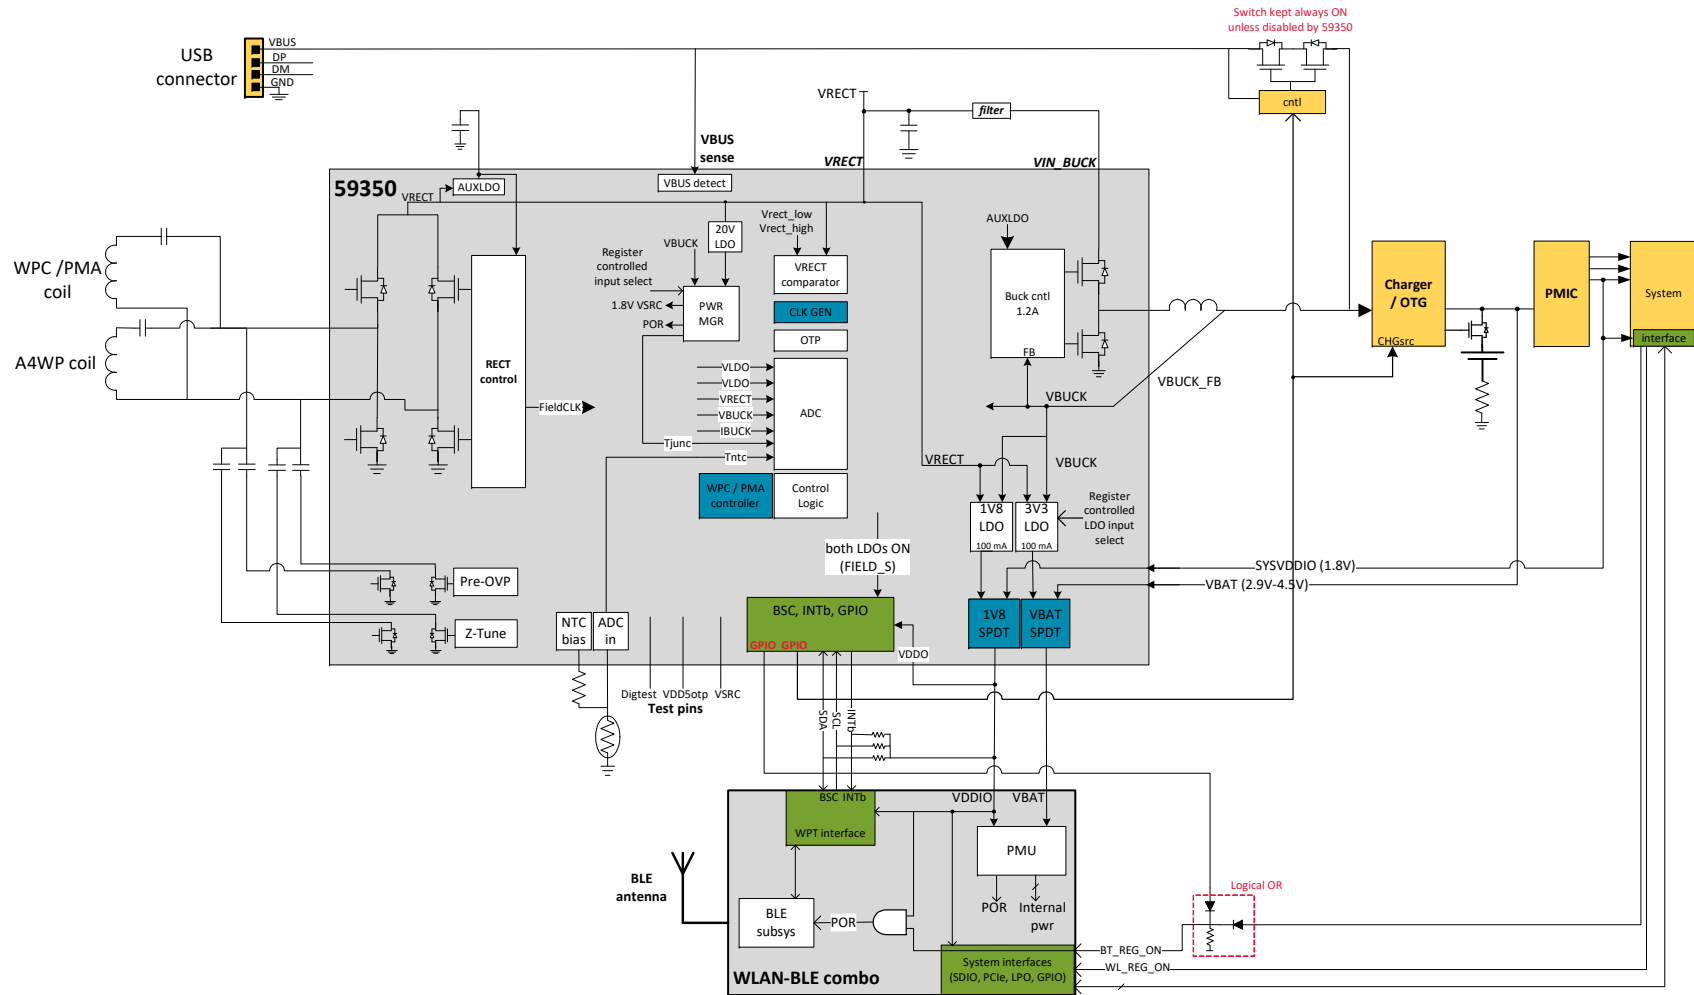 Switch kept always ON
unless disabled by 59350
USB
connector
VBUS
DP
DM
GND
cntl
VRECT
filter
VBUS
sense
VRECT
VIN_BUCK
59350
VRECT
AUXLDO
VBUS detect
20V
LDO
Vrect_low
Vrect_high
AUXLDO
VBUCK
Register
controlled
input select
VRECT
comparator
PWR
MGR
1.8V VSRC
POR
CLK GEN
OTP
Buck cntl
1.2A
FB
WPC /PMA
coil
A4WP coil
RECT
control
FieldCLK
VLDO
VLDO
VRECT
VBUCK
IBUCK
Tjunc
Tntc
ADC
WPC / PMA
controller
Control
Logic
VBUCK
VBUCK_FB
VRECT
VBUCK
Charger
/ OTG
CHGsrc
PMIC
System
interface
1V8
LDO
100 mA
3V3
LDO
100 mA
Register
controlled
LDO input
select
both LDOs ON
(FIELD_S)
SYSVDDIO (1.8V)
VBAT (2.9V-4.5V)
Pre-OVP
Z-Tune
NTC
bias
ADC
in
BSC, INTb, GPIO
GPIO GPIO
1V8
SPDT
VBAT
SPDT
VDDO
Digtest
VDD5otp
VSRC
Test pins
SDA
SCL
INTb
BSC INTb
WPT interface
VDDIO
VBAT
PMU
POR
Internal
pwr
BLE
antenna
BLE
subsys
POR
Logical OR
System interfaces
(SDIO, PCIe, LPO, GPIO)
WLAN-BLE combo
BT_REG_ON
WL_REG_ON